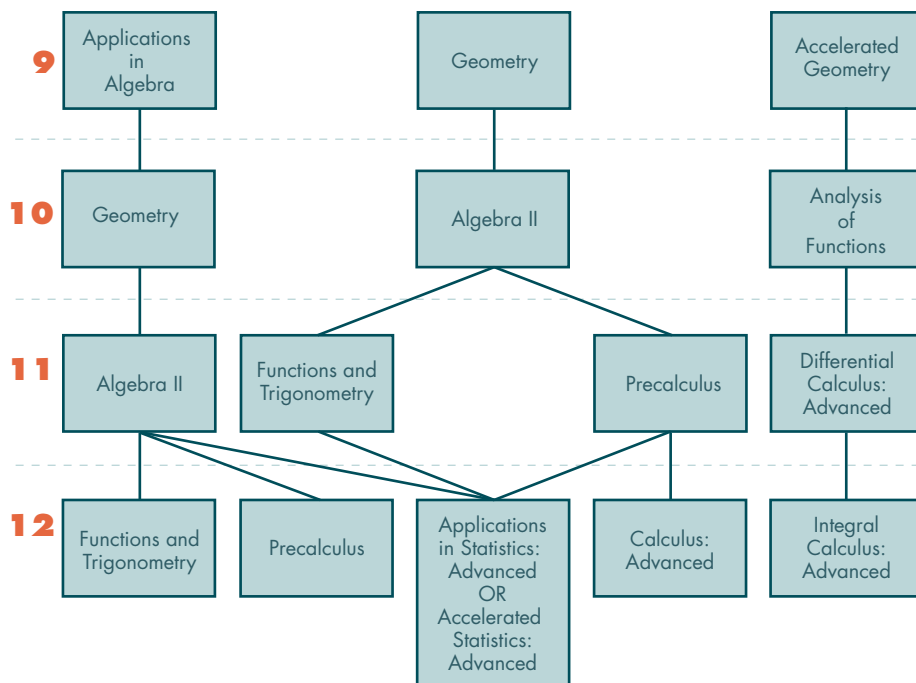 9
Applications
in
Algebra
Geometry
Accelerated
Geometry
10
Geometry
Algebra II
Analysis
of
Functions
11
Algebra II
Functions and
Trigonometry
Precalculus
Differential
Calculus:
Advanced
12
Functions and
Trigonometry
Precalculus
Applications
in Statistics:
Advanced
OR
Accelerated
Statistics:
Advanced
Calculus:
Advanced
Integral
Calculus:
Advanced